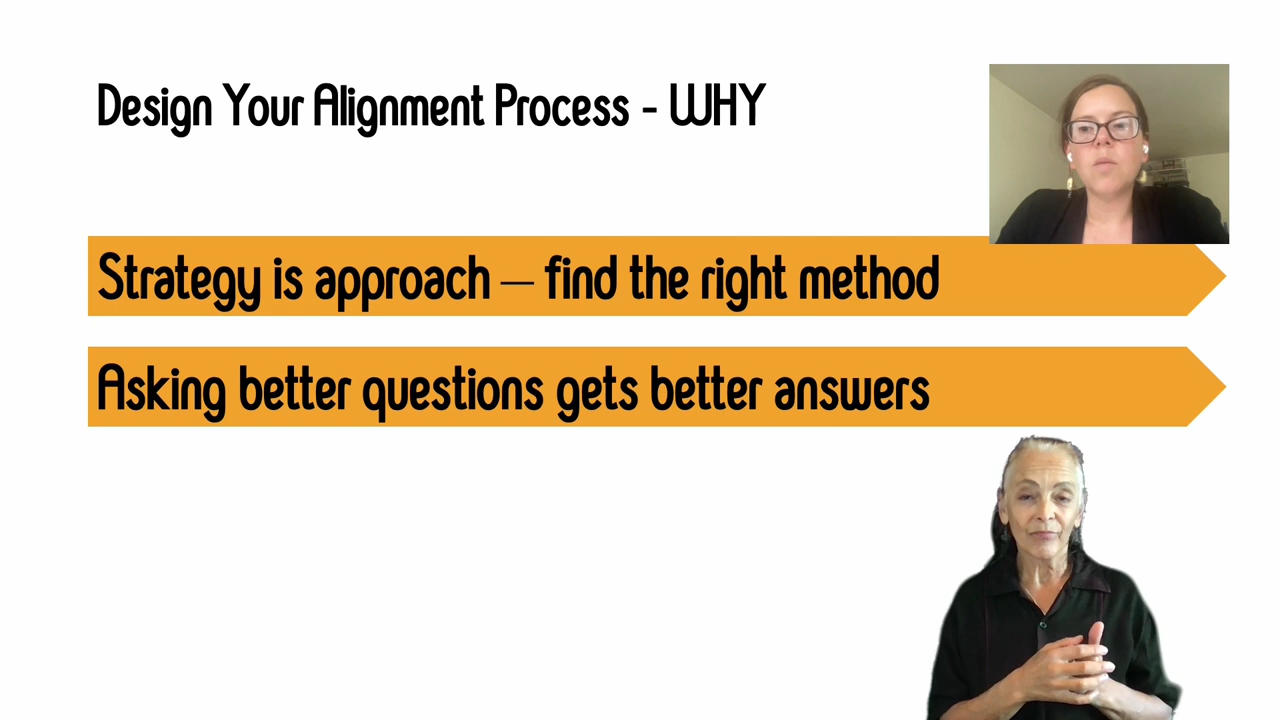 Design Your Alignment Process - WHY
Strategy is approach – find the right method
Asking better questions gets better answers